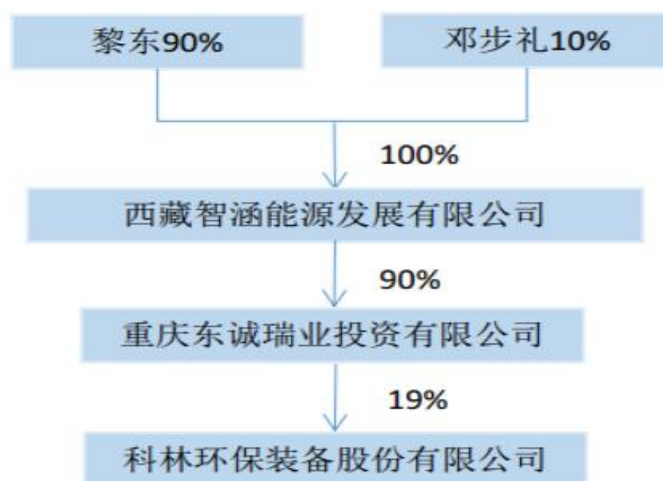 黎东90%
邓步礼10%
100%
西藏智涵能源发展有限公司
90%
重庆东诚瑞业投资有限公司
19%
科林环保装备股份有限公司